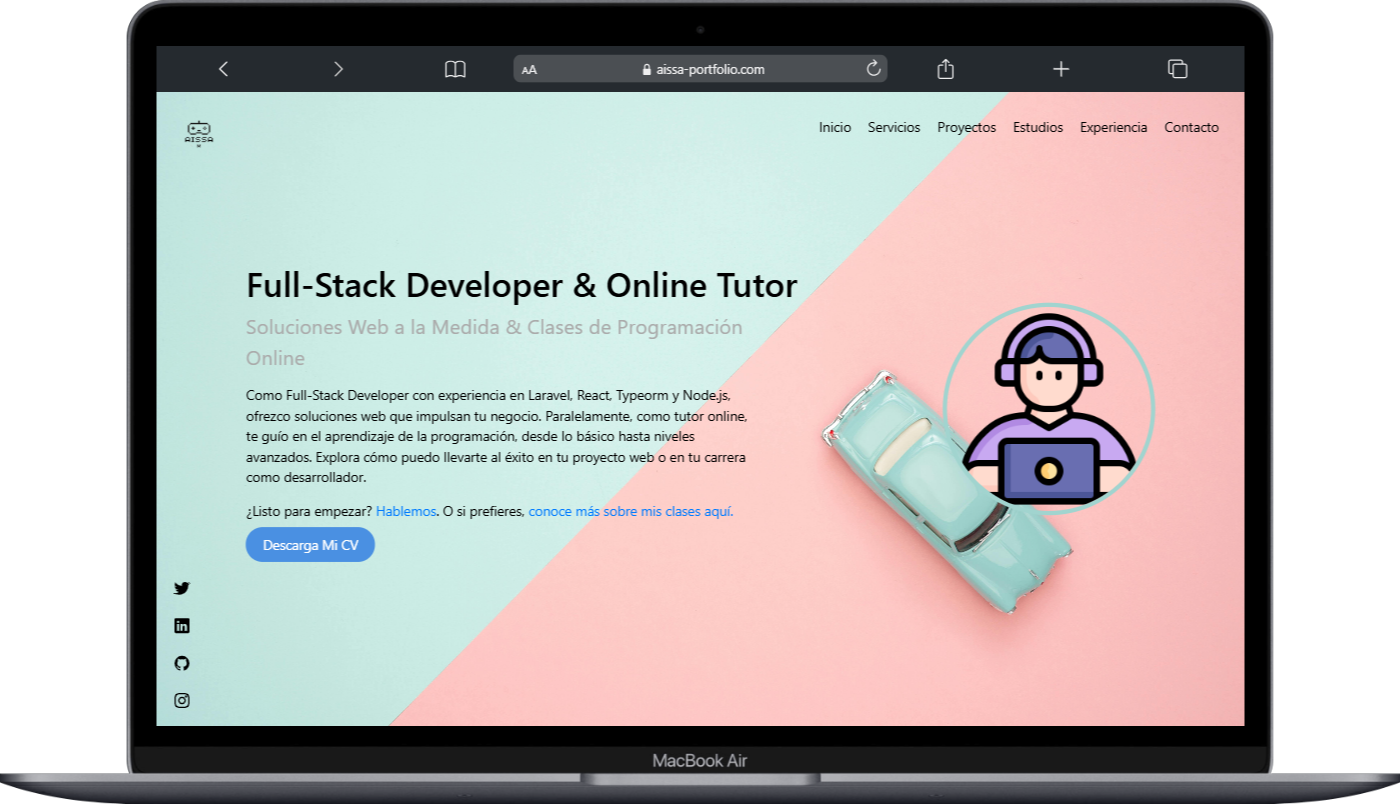 AA aissa-portfolio.com
AISSA
Inicio Servicios Proyectos Estudios Experiencia Contacto
Full-Stack Developer & Online Tutor
Soluciones Web a la Medida & Clases de Programación
Online
Como Full-Stack Developer con experiencia en Laravel, React, Typeorm y Node.js,
ofrezco soluciones web que impulsan tu negocio. Paralelamente, como tutor online,
te guío en el aprendizaje de la programación, desde lo básico hasta niveles
avanzados. Explora cómo puedo llevarte al éxito en tu proyecto web o en tu carrera
como desarrollador.
¿Listo para empezar? Hablemos. O si prefieres, conoce más sobre mis clases aquí.
Descarga Mi CV
MacBook Air